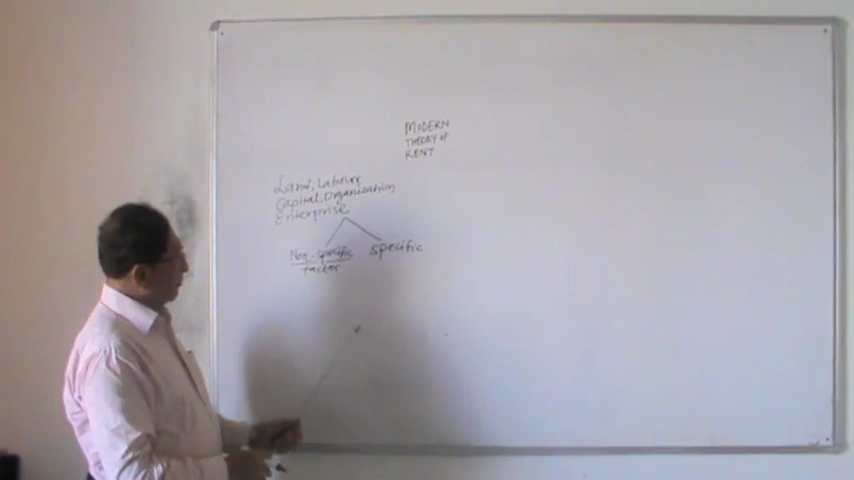 MODERN
THEORY OF
RENT
Land, Labour
Capital, Organization
Enterprise
Non-specific specific
factor